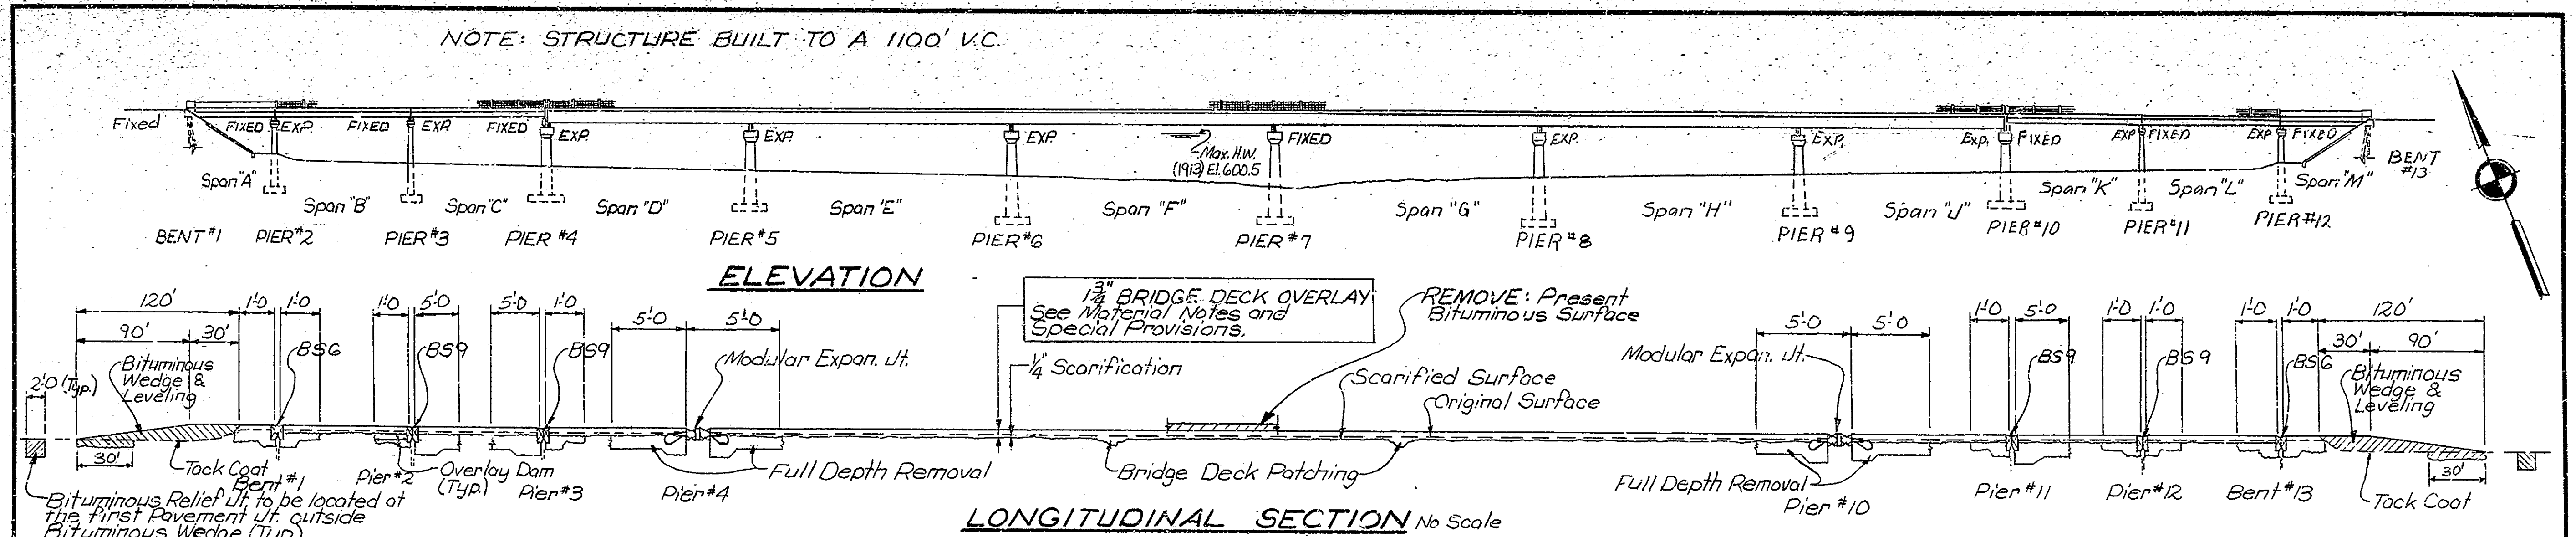 NOTE: STRUCTURE BUILT TO A 1100' V.C.
Fixed
FIXED
EXP.
FIXED
EXP.
FIXED
EXP.
EXP.
EXP.
Max. H.W.
(1913) El. 600.5
FIXED
EXP.
EXP.
Exp.
FIXED
EXP
FIXED
EXP
FIXED
BENT
#13
Span "A"
Span "B"
Span "C"
Span "D"
Span "E"
Span "F"
Span "G"
Span "H"
Span "J"
Span "K"
Span "L"
Span "M"
BENT #1
PIER #2
PIER #3
PIER #4
PIER #5
PIER #6
PIER #7
PIER #8
PIER #9
PIER #10
PIER #11
PIER #12
ELEVATION
120'
1'-0
1'-0
1'-0
5'-0
5'-0
1'-0
5'-0
5'-0
90'
30'
1 3/4" BRIDGE DECK OVERLAY
See Material Notes and
Special Provisions.
REMOVE: Present
Bituminous Surface
5'-0
5'-0
1'-0
5'-0
1'-0
1'-0
1'-0
1'-0
120'
30'
90'
2'-0 (Typ.)
Bituminous
Wedge &
Leveling
BS6
BS9
BS9
Modular Expan. Jt.
1/4" Scarification
Scarified Surface
Original Surface
Modular Expan. Jt.
BS9
BS9
BS6
Bituminous
Wedge &
Leveling
30'
Tack Coat
Bent #1
Pier #2
Overlay Dam
(Typ.)
Pier #3
Pier #4
Full Depth Removal
Bridge Deck Patching
Full Depth Removal
Pier #10
Pier #11
Pier #12
Bent #13
30'
Tack Coat
Bituminous Relief Jt. to be located at
the first Pavement Jt. outside
Bituminous Wedge (Typ)
LONGITUDINAL SECTION No Scale